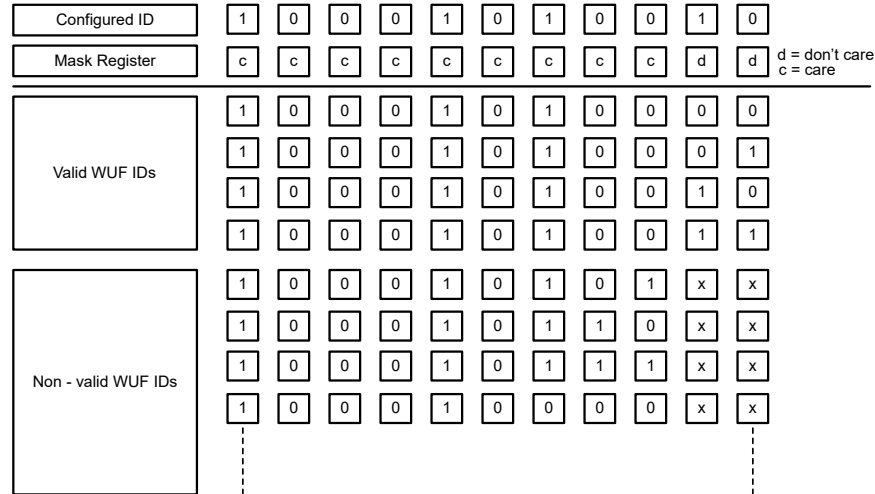 Configured ID 1 0 0 0 1 0 1 0 0 1 0
Mask Register c c c c c c c c c d d d = don't care
c = care
1 0 0 0 1 0 1 0 0 0 0
1 0 0 0 1 0 1 0 0 0 1
Valid WUF IDs
1 0 0 0 1 0 1 0 0 1 0
1 0 0 0 1 0 1 0 0 1 1
1 0 0 0 1 0 1 0 1 x x
1 0 0 0 1 0 1 1 0 x x
1 0 0 0 1 0 1 1 1 x x
Non - valid WUF IDs
1 0 0 0 1 0 0 0 0 x x